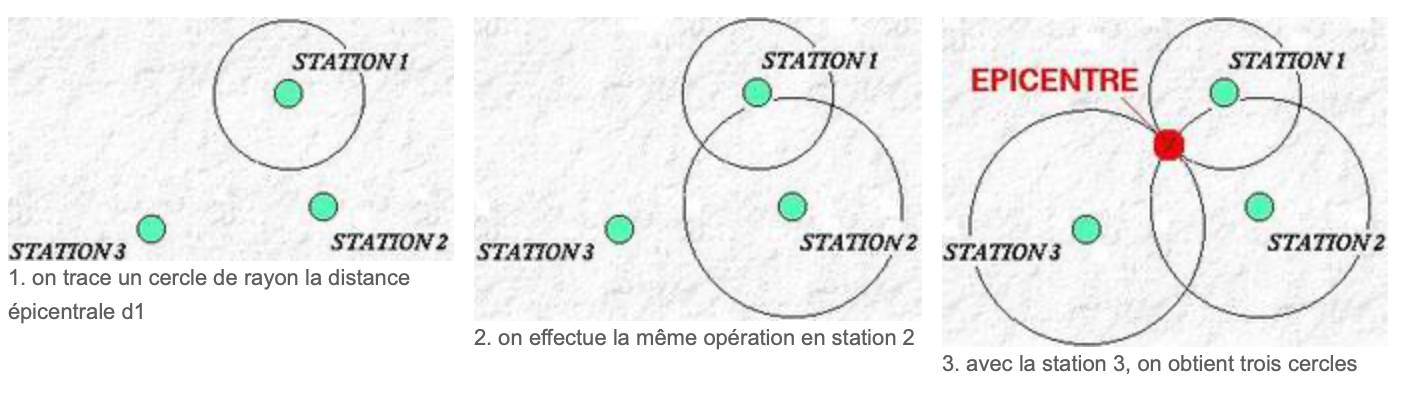 STATION 1
STATION 2
STATION 3
1. on trace un cercle de rayon la distance
épicentrale d1
STATION 1
STATION 2
STATION 3
2. on effectue la même opération en station 2
EPICENTRE
STATION 1
STATION 2
STATION 3
3. avec la station 3, on obtient trois cercles